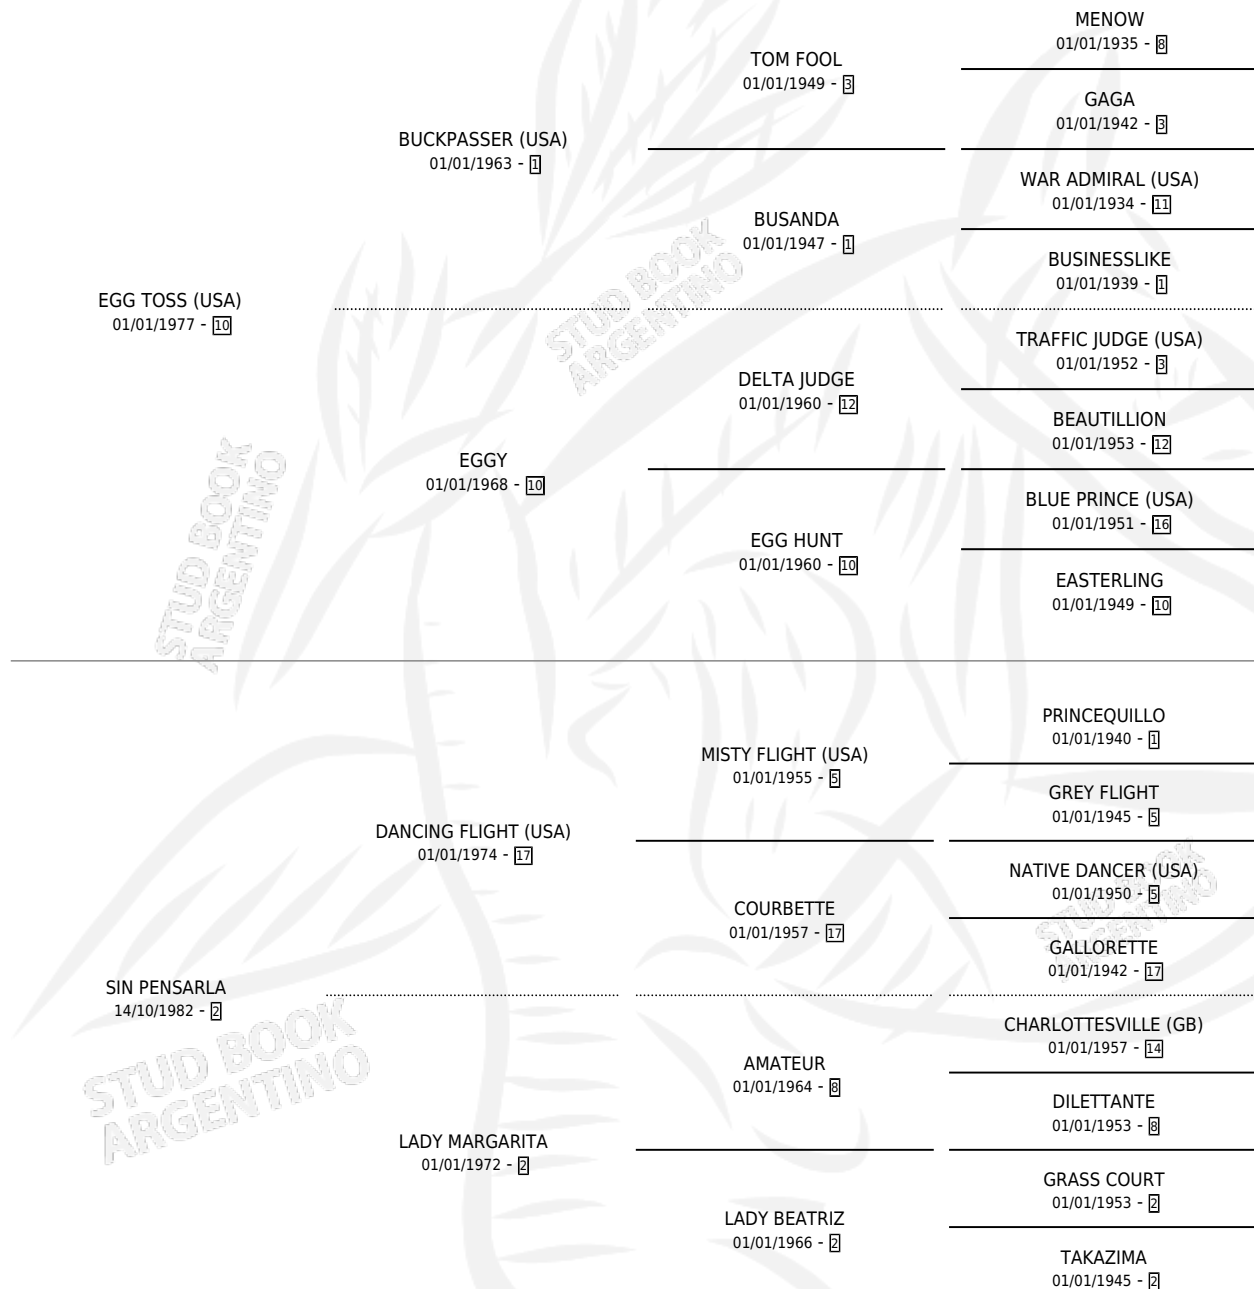 EGG TOSS (USA)
01/01/1977 - 10
BUCKPASSER (USA)
01/01/1963 - 1
TOM FOOL
01/01/1949 - 3
MENOW
01/01/1935 - 8
GAGA
01/01/1942 - 3
BUSANDA
01/01/1947 - 1
WAR ADMIRAL (USA)
01/01/1934 - 11
BUSINESSLIKE
01/01/1939 - 1
EGGY
01/01/1968 - 10
DELTA JUDGE
01/01/1960 - 12
TRAFFIC JUDGE (USA)
01/01/1952 - 3
BEAUTILLION
01/01/1953 - 12
EGG HUNT
01/01/1960 - 10
BLUE PRINCE (USA)
01/01/1951 - 16
EASTERLING
01/01/1949 - 10
SIN PENSARLA
14/10/1982 - 2
DANCING FLIGHT (USA)
01/01/1974 - 17
MISTY FLIGHT (USA)
01/01/1955 - 5
PRINCEQUILLO
01/01/1940 - 1
GREY FLIGHT
01/01/1945 - 5
COURBETTE
01/01/1957 - 17
NATIVE DANCER (USA)
01/01/1950 - 5
GALLORETTE
01/01/1942 - 17
LADY MARGARITA
01/01/1972 - 2
AMATEUR
01/01/1964 - 8
CHARLOTTESVILLE (GB)
01/01/1957 - 14
DILETTANTE
01/01/1953 - 8
LADY BEATRIZ
01/01/1966 - 2
GRASS COURT
01/01/1953 - 2
TAKAZIMA
01/01/1945 - 2
STUD BOOK
ARGENTINO
STUD BOOK
ARGENTINO
STUD BOOK
ARGENTINO
STUD BOOK
ARGENTINO